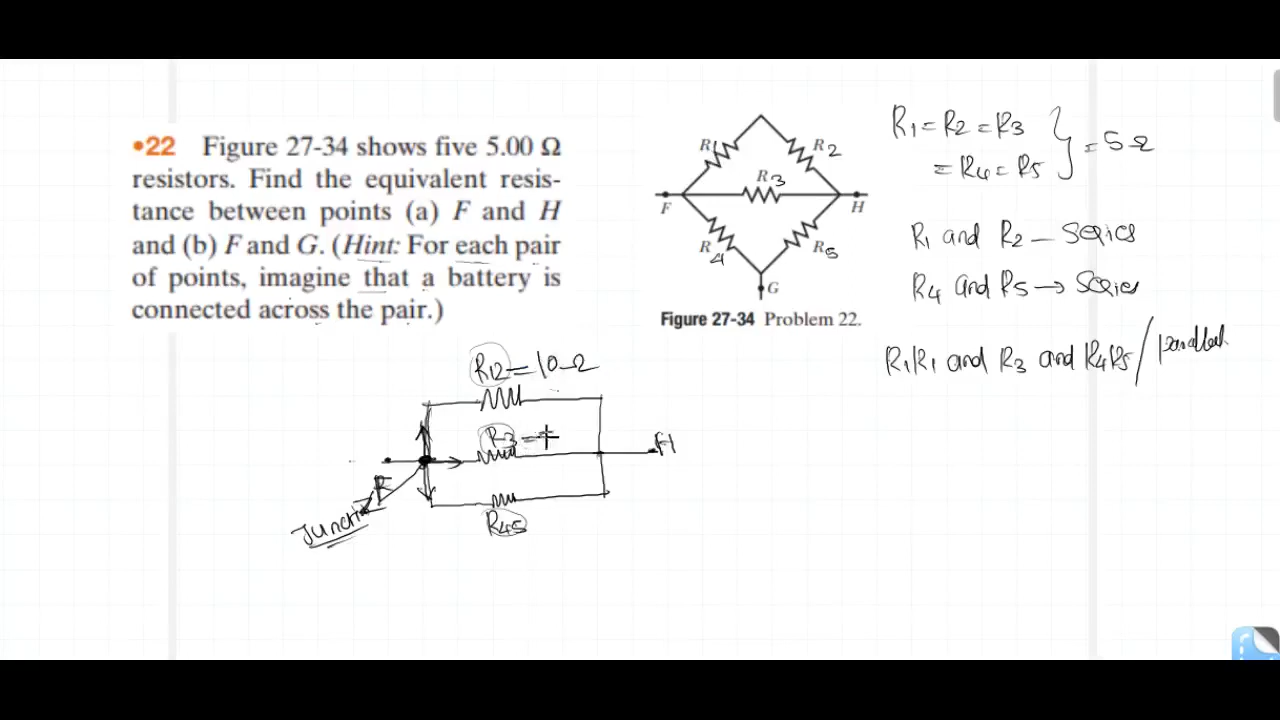 •22 Figure 27-34 shows five 5.00 Ω
resistors. Find the equivalent resis-
tance between points (a) F and H
and (b) F and G. (Hint: For each pair
of points, imagine that a battery is
connected across the pair.)
R1
R2
R3
F
H
R4
R5
G
Figure 27-34 Problem 22.
R1 = R2 = R3
= R4 = R5
= 5 Ω
R1 and R2 – Series
R4 and R5 → Series
R1R1 and R3 and R4R5 / parallel
R12 = 10 Ω
R3 =
H
F
Junction
R45